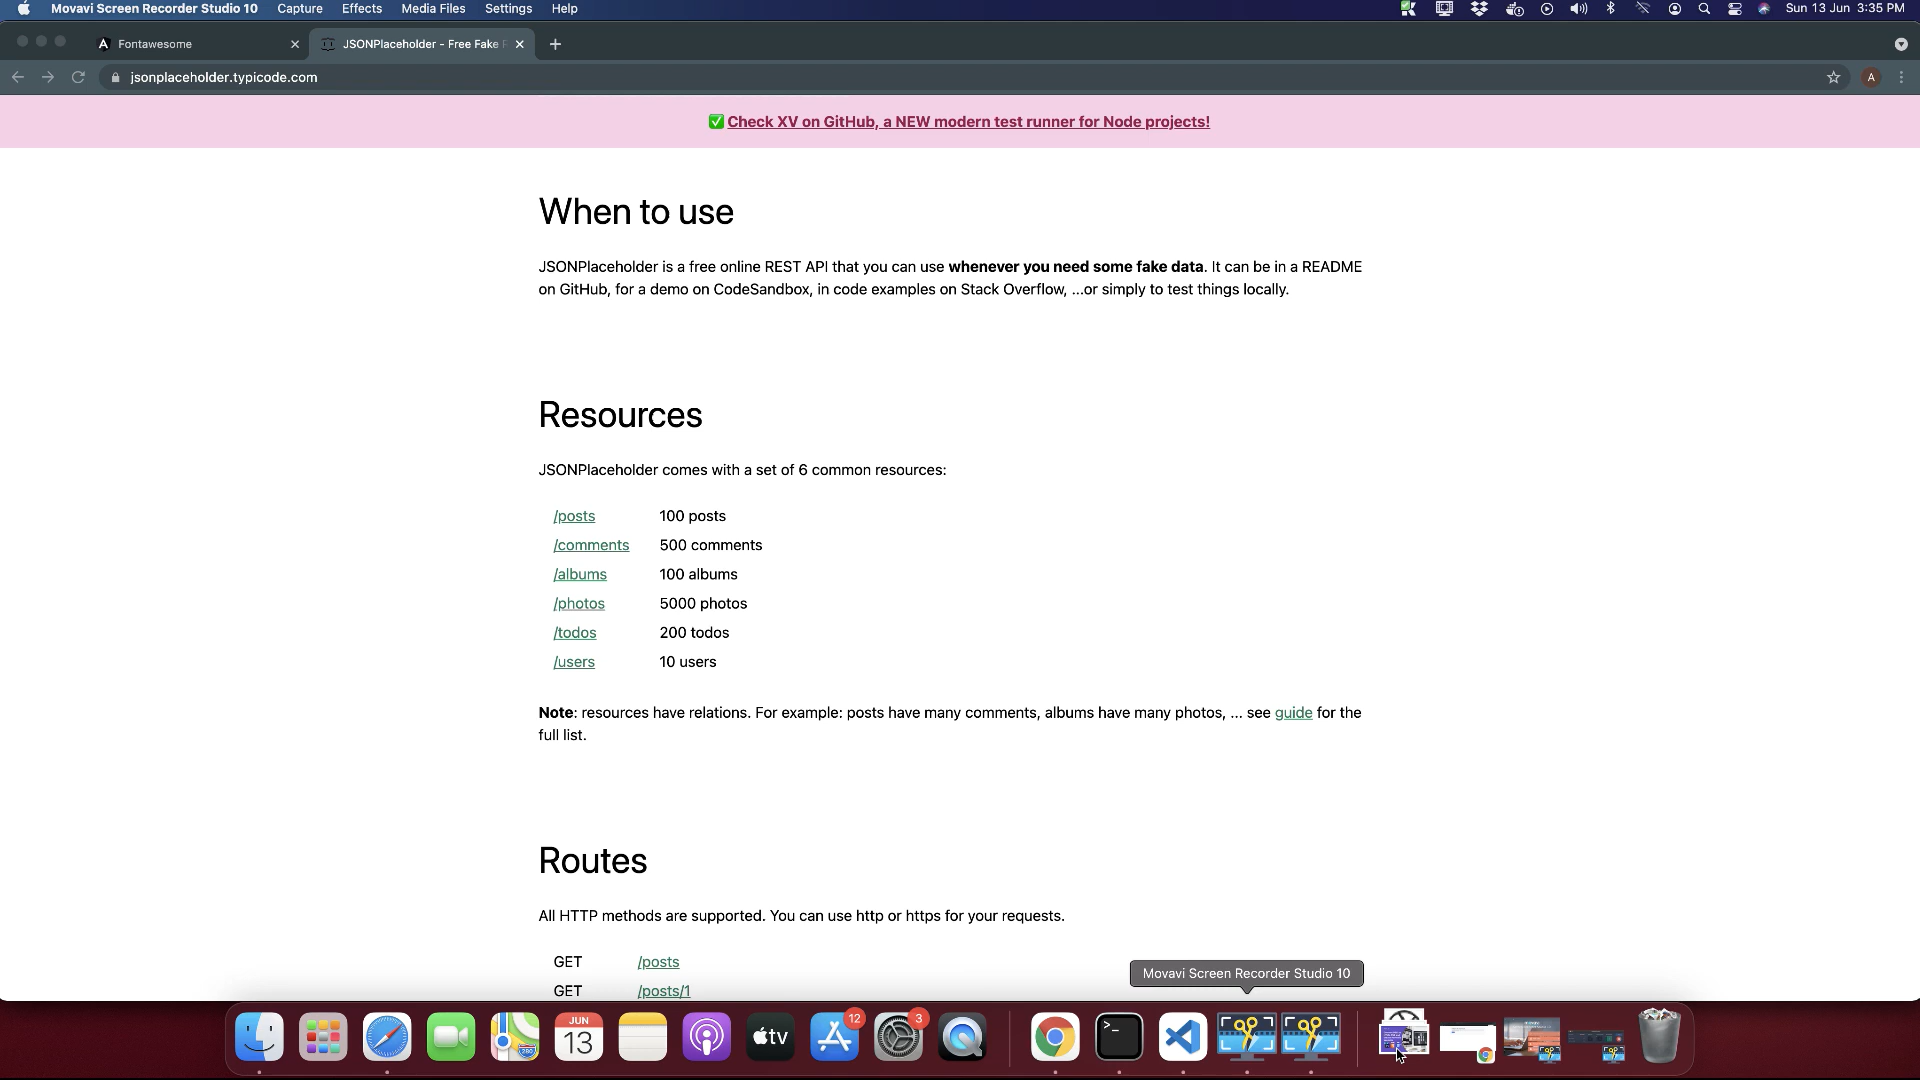 Movavi Screen Recorder Studio 10 Capture Effects Media Files Settings Help Sun 13 Jun 3:35 PM
Fontawesome JSONPlaceholder - Free Fake
jsonplaceholder.typicode.com A
✅ Check XV on GitHub, a NEW modern test runner for Node projects!
When to use
JSONPlaceholder is a free online REST API that you can use whenever you need some fake data. It can be in a README
on GitHub, for a demo on CodeSandbox, in code examples on Stack Overflow, ...or simply to test things locally.
Resources
JSONPlaceholder comes with a set of 6 common resources:
/posts 100 posts
/comments 500 comments
/albums 100 albums
/photos 5000 photos
/todos 200 todos
/users 10 users
Note: resources have relations. For example: posts have many comments, albums have many photos, ... see guide for the
full list.
Routes
All HTTP methods are supported. You can use http or https for your requests.
GET /posts
GET /posts/1
Movavi Screen Recorder Studio 10
JUN 12 3
13 tv
280